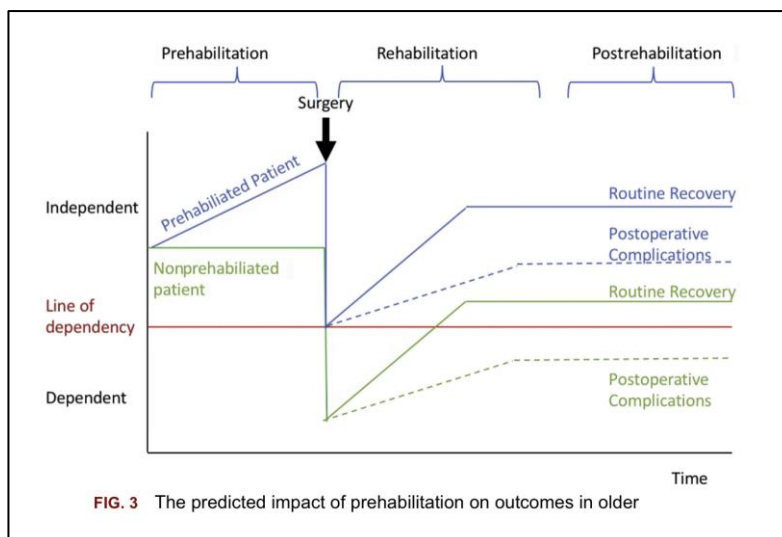 Prehabilitation
Rehabilitation
Postrehabilitation
Surgery
Independent
Prehabiliated Patient
Routine Recovery
Postoperative
Complications
Nonprehabiliated
patient
Routine Recovery
Line of
dependency
Dependent
Postoperative
Complications
Time
FIG. 3 The predicted impact of prehabilitation on outcomes in older